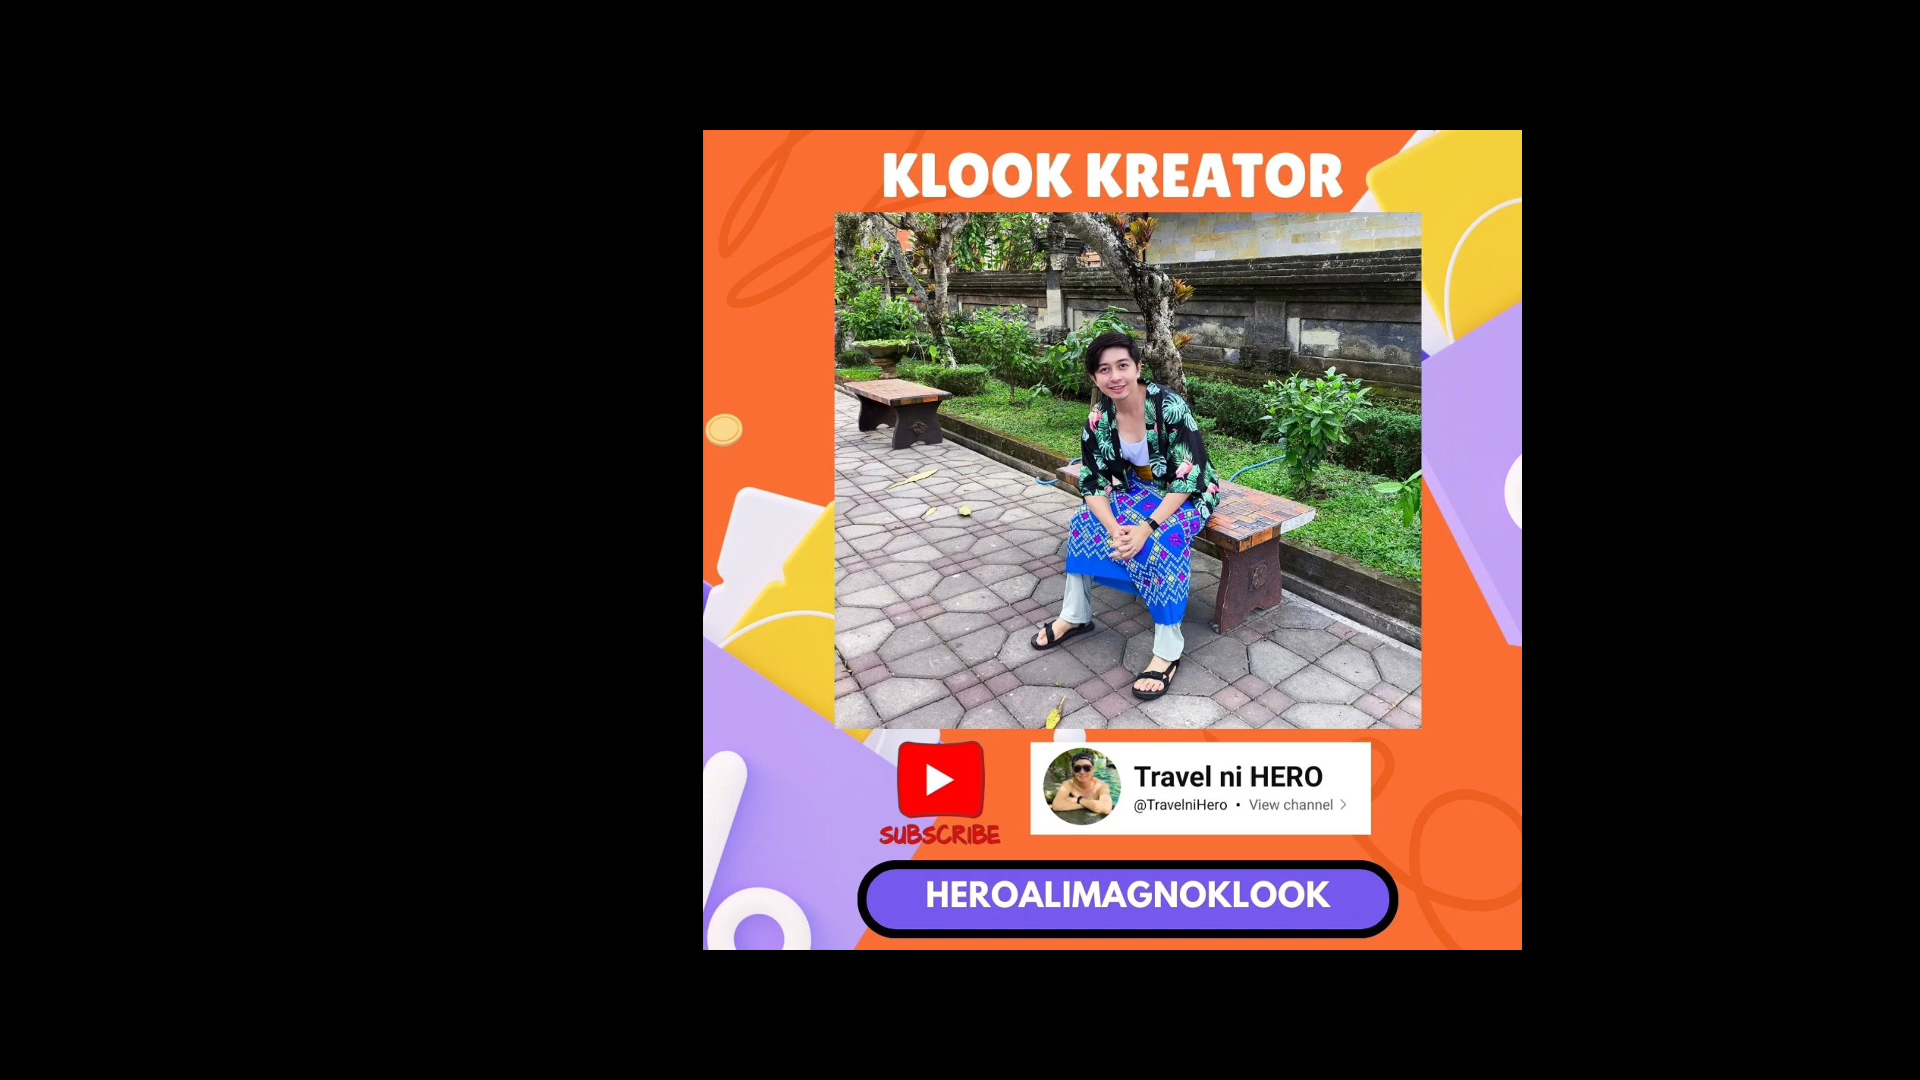 KLOOK KREATOR
SUBSCRIBE
Travel ni HERO
@TravelniHero • View channel >
HEROALIMAGNOKLOOK